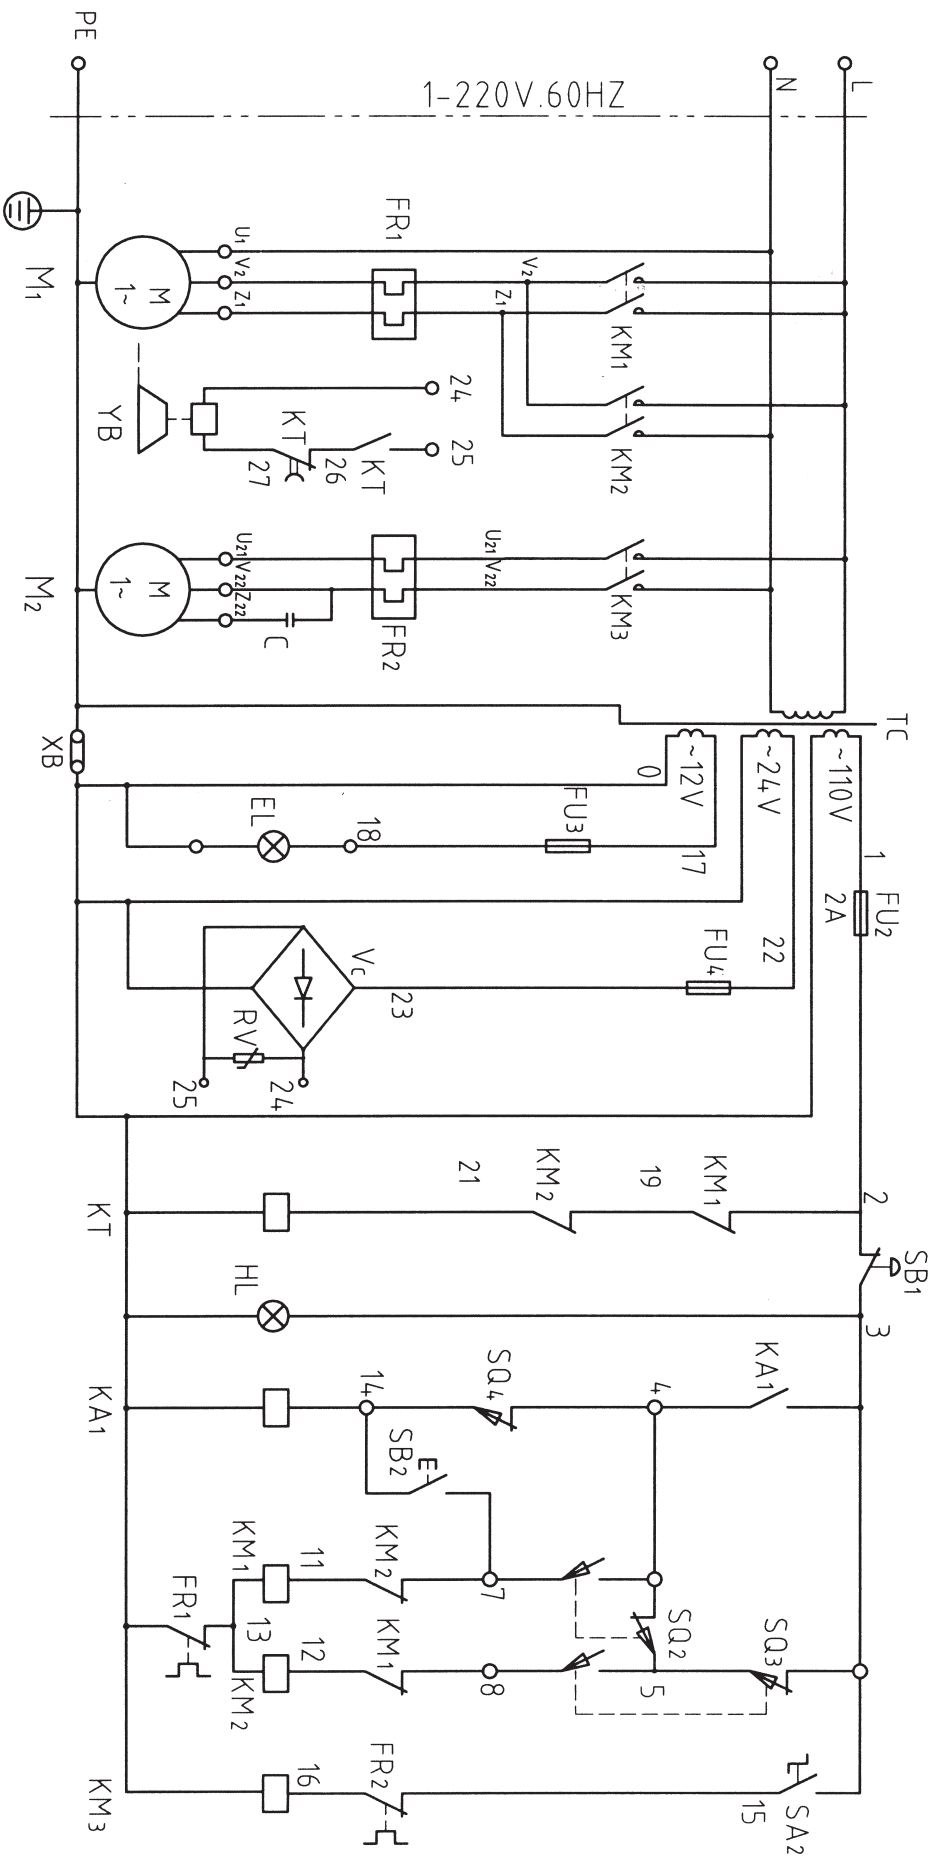 PE
N
L
1-220V.60HZ
FR1
M1
M
1~
U1
V2
Z1
V2
Z1
KM1
YB
KT
27
26
KT
24
25
KM2
M2
M
1~
U21
V22
Z22
C
FR2
U21
V22
KM3
TC
XB
0
~12V
~24V
~110V
EL
18
FU3
17
1
FU2
2A
22
FU4
Vc
23
RV
25
24
KT
21
KM2
19
KM1
2
SB1
HL
3
KA1
14
SQ4
4
KA1
SB2
KM1
11
KM2
7
FR1
13
12
KM1
KM2
8
5
SQ2
SQ3
KM3
16
FR2
15
SA2